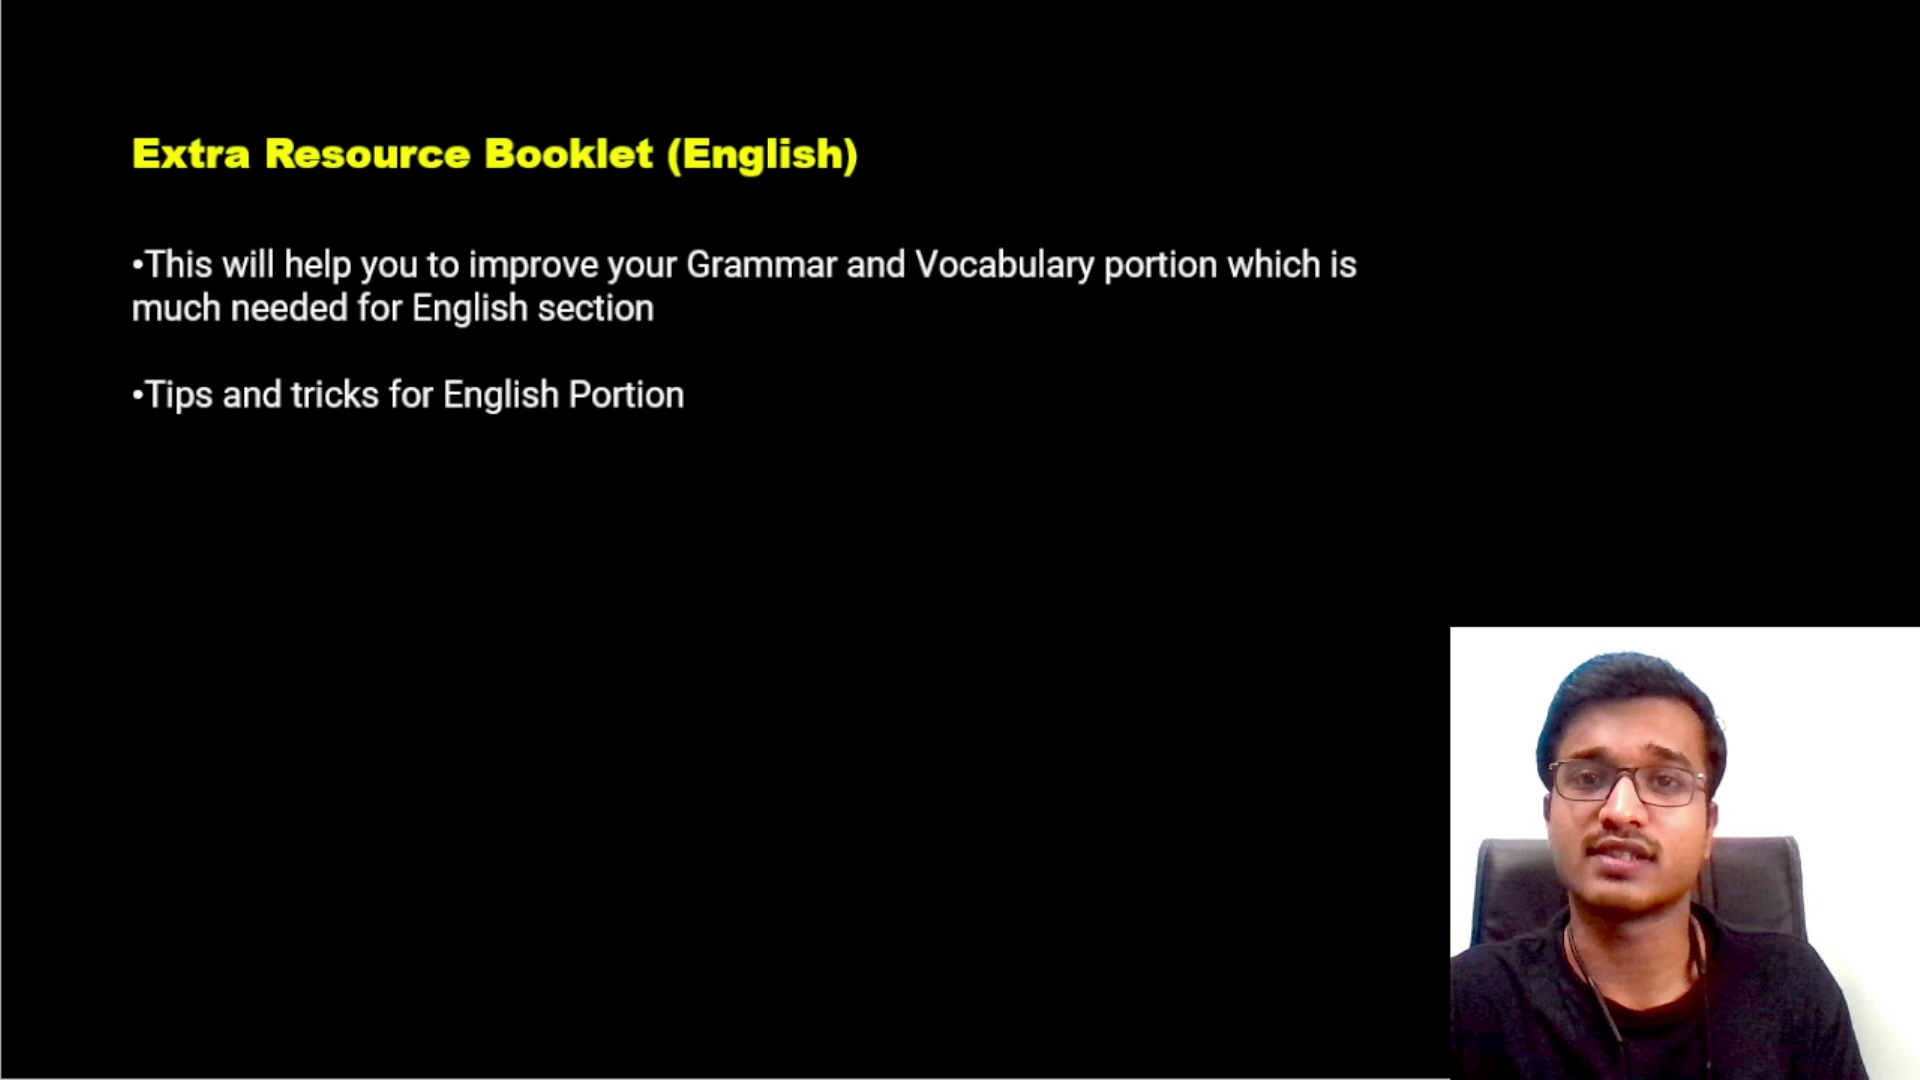 Extra Resource Booklet (English)
•This will help you to improve your Grammar and Vocabulary portion which is
much needed for English section
•Tips and tricks for English Portion